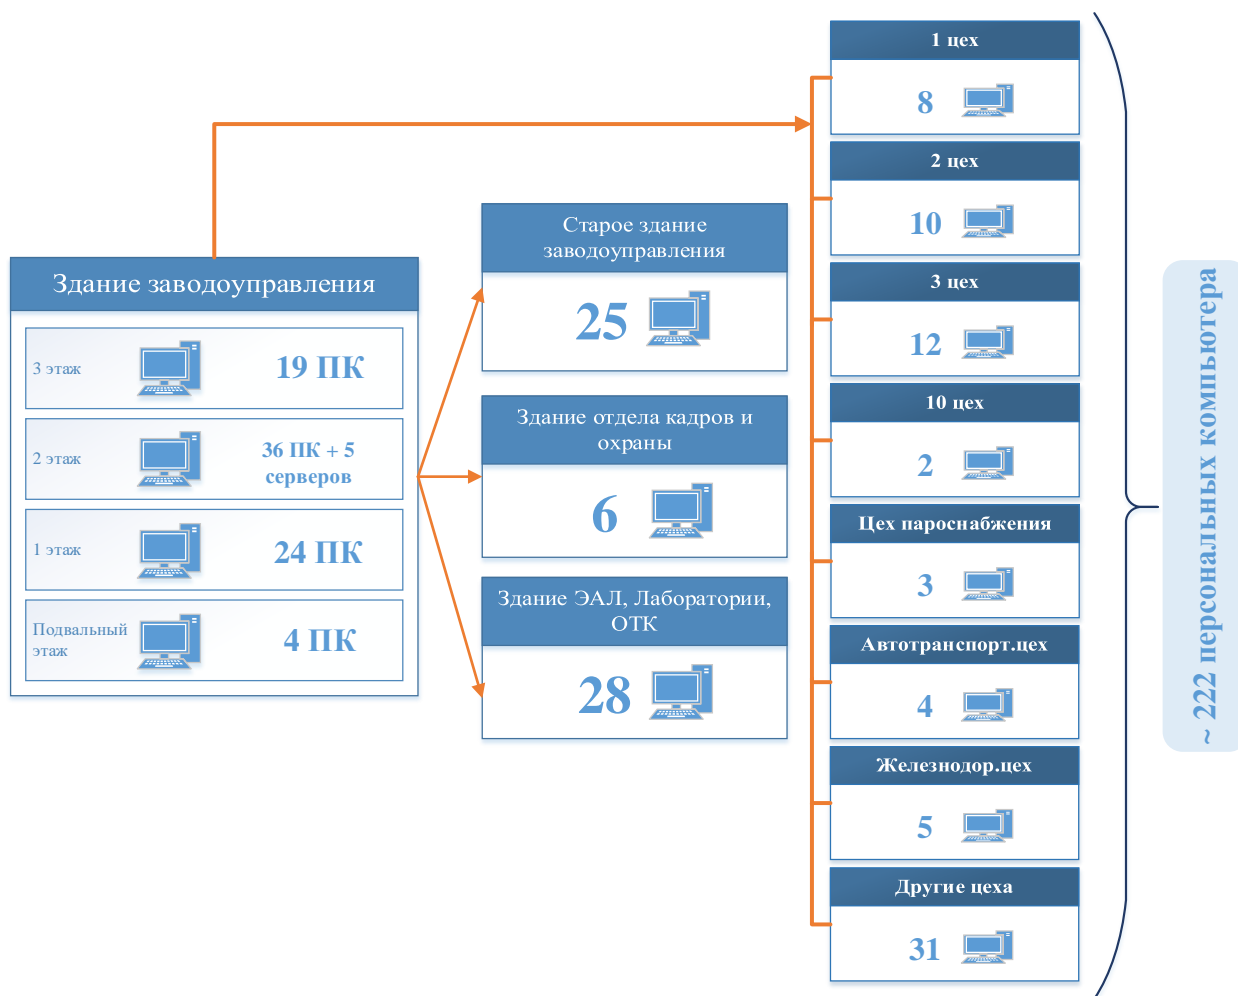 Здание заводоуправления
3 этаж
19 ПК
2 этаж
36 ПК + 5
серверов
1 этаж
24 ПК
Подвальный
этаж
4 ПК
Старое здание
заводоуправления
25
Здание отдела кадров и
охраны
6
Здание ЭАЛ, Лаборатории,
ОТК
28
1 цех
8
2 цех
10
3 цех
12
10 цех
2
Цех пароснабжения
3
Автотранспорт.цех
4
Железнодор.цех
5
Другие цеха
31
~ 222 персональных компьютера